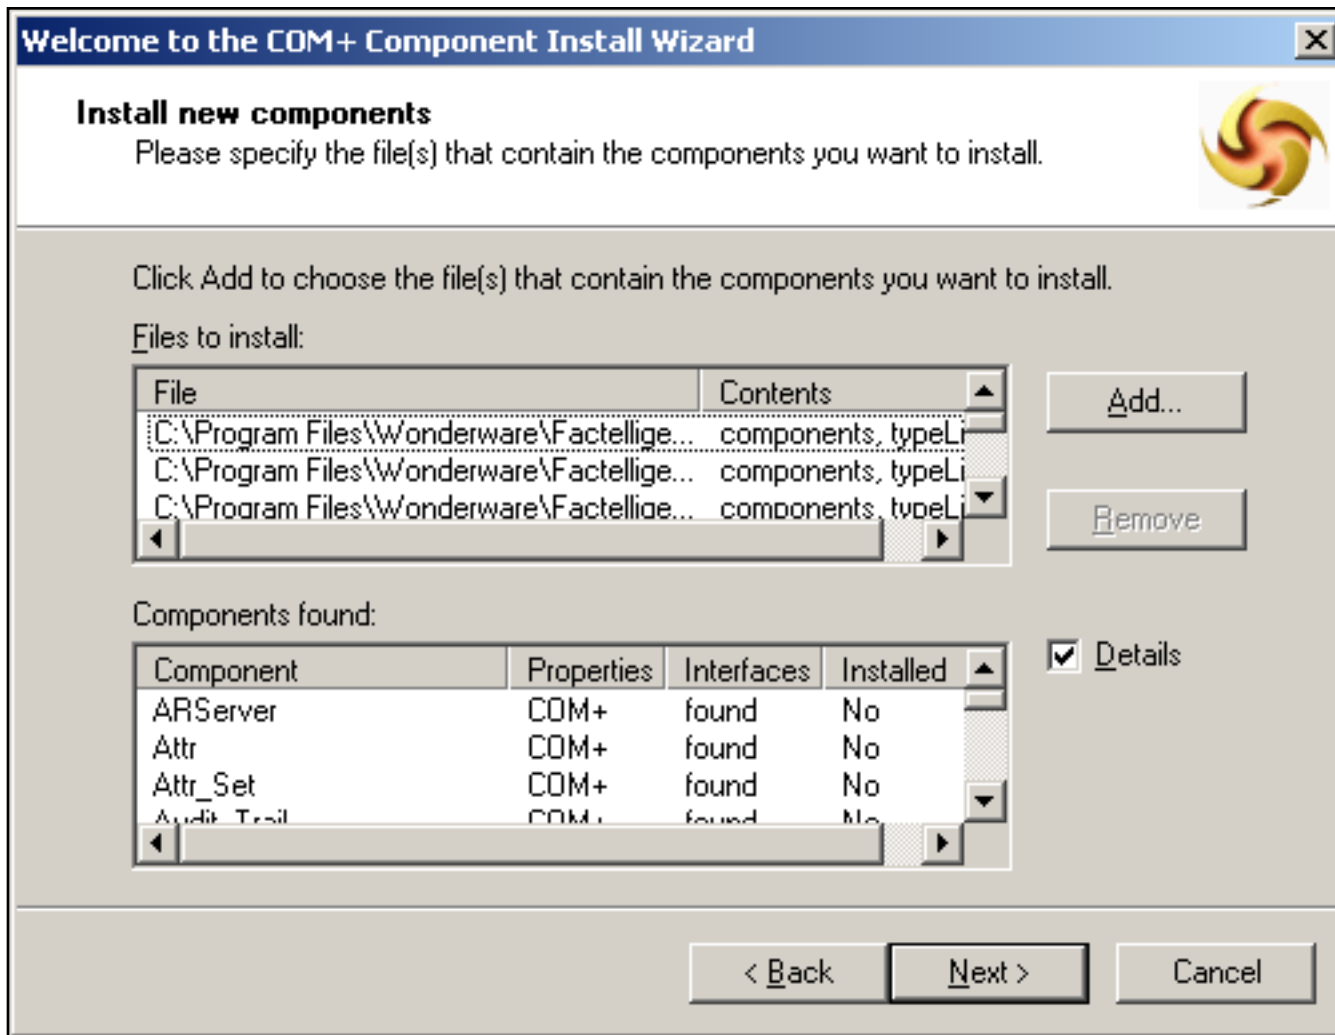 Welcome to the COM+ Component Install Wizard
Install new components
Please specify the file(s) that contain the components you want to install.
Click Add to choose the file(s) that contain the components you want to install.
Files to install:
File Contents
C:\Program Files\Wonderware\Factellige... components, typeLi
C:\Program Files\Wonderware\Factellige... components, typeLi
C:\Program Files\Wonderware\Factellige... components, typeLi
Add...
Remove
Components found:
Component Properties Interfaces Installed
ARServer COM+ found No
Attr COM+ found No
Attr_Set COM+ found No
Audit_Trail COM+ found No
Details
< Back Next > Cancel